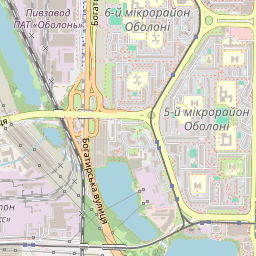 Пивзавод
ПАТ «Оболонь»
6-й мікрорайон
Оболоні
5-й мікрорайон
Оболоні
Богатирська вулиця